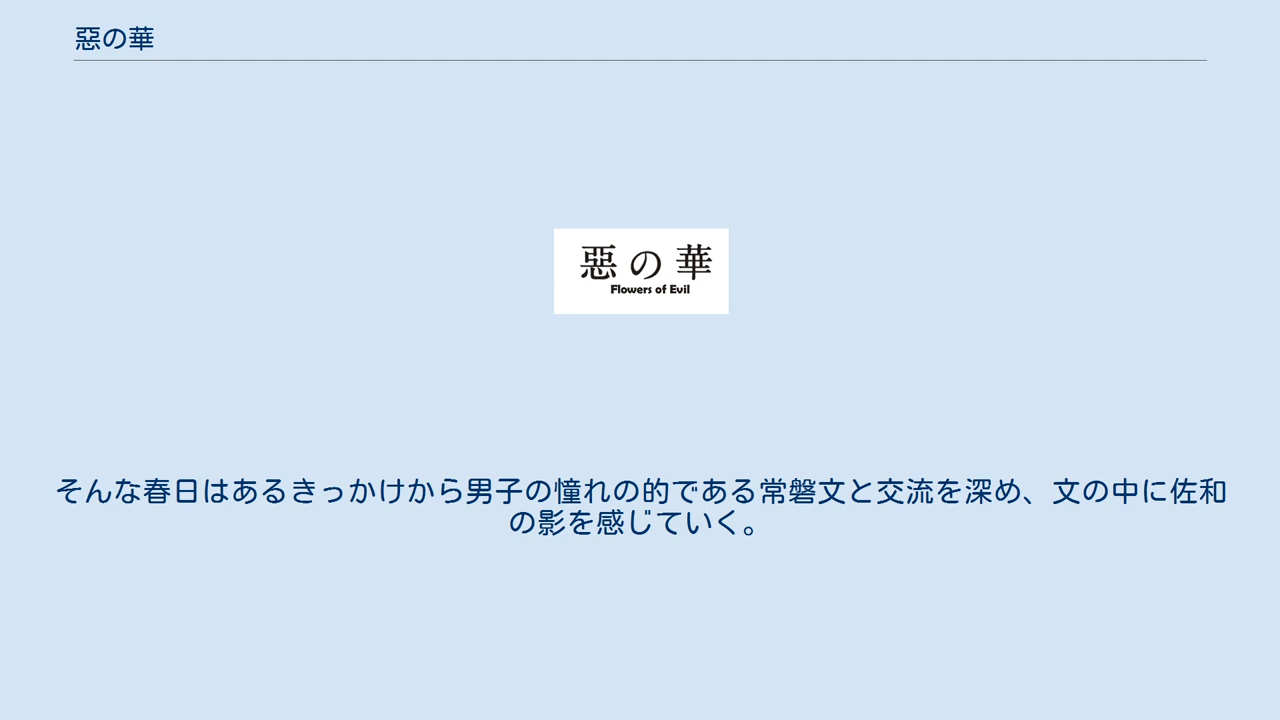 惡の華
惡の華
Flowers of Evil
そんな春日はあるきっかけから男子の憧れの的である常磐文と交流を深め、文の中に佐和
の影を感じていく。